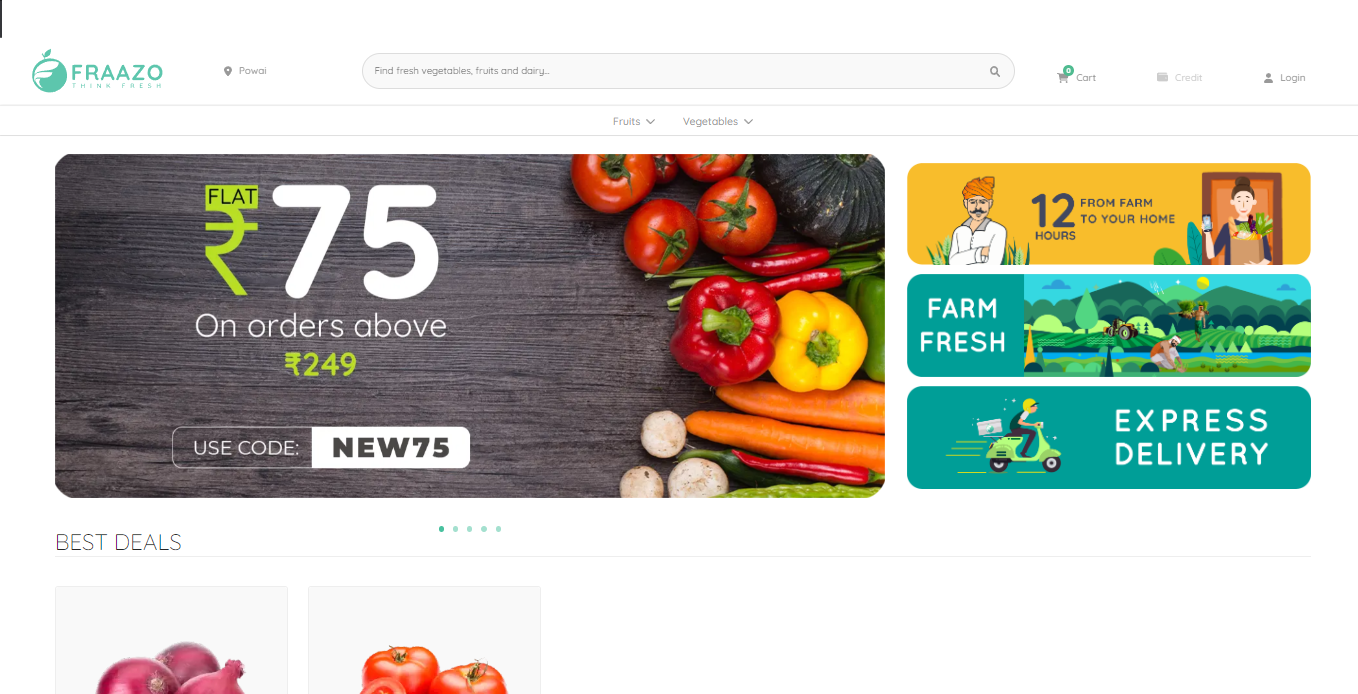 FRAAZO
THINK FRESH
Powai
Find fresh vegetables, fruits and dairy...
0
Cart
Credit
Login
Fruits
Vegetables
FLAT
₹75
On orders above
₹249
USE CODE: NEW75
12 HOURS
FROM FARM
TO YOUR HOME
FARM
FRESH
EXPRESS
DELIVERY
BEST DEALS